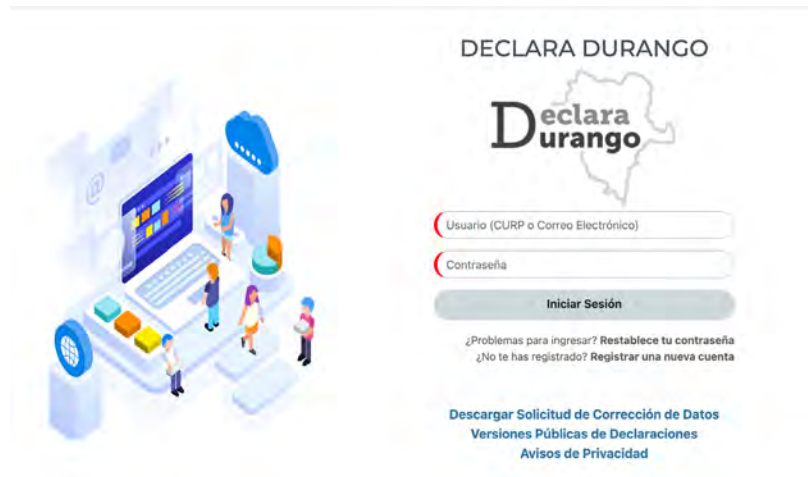 DECLARA DURANGO
Declara
Durango
Usuario (CURP o Correo Electrónico)
Contraseña
Iniciar Sesión
¿Problemas para ingresar? Restablece tu contraseña
¿No te has registrado? Registrar una nueva cuenta
Descargar Solicitud de Corrección de Datos
Versiones Públicas de Declaraciones
Avisos de Privacidad